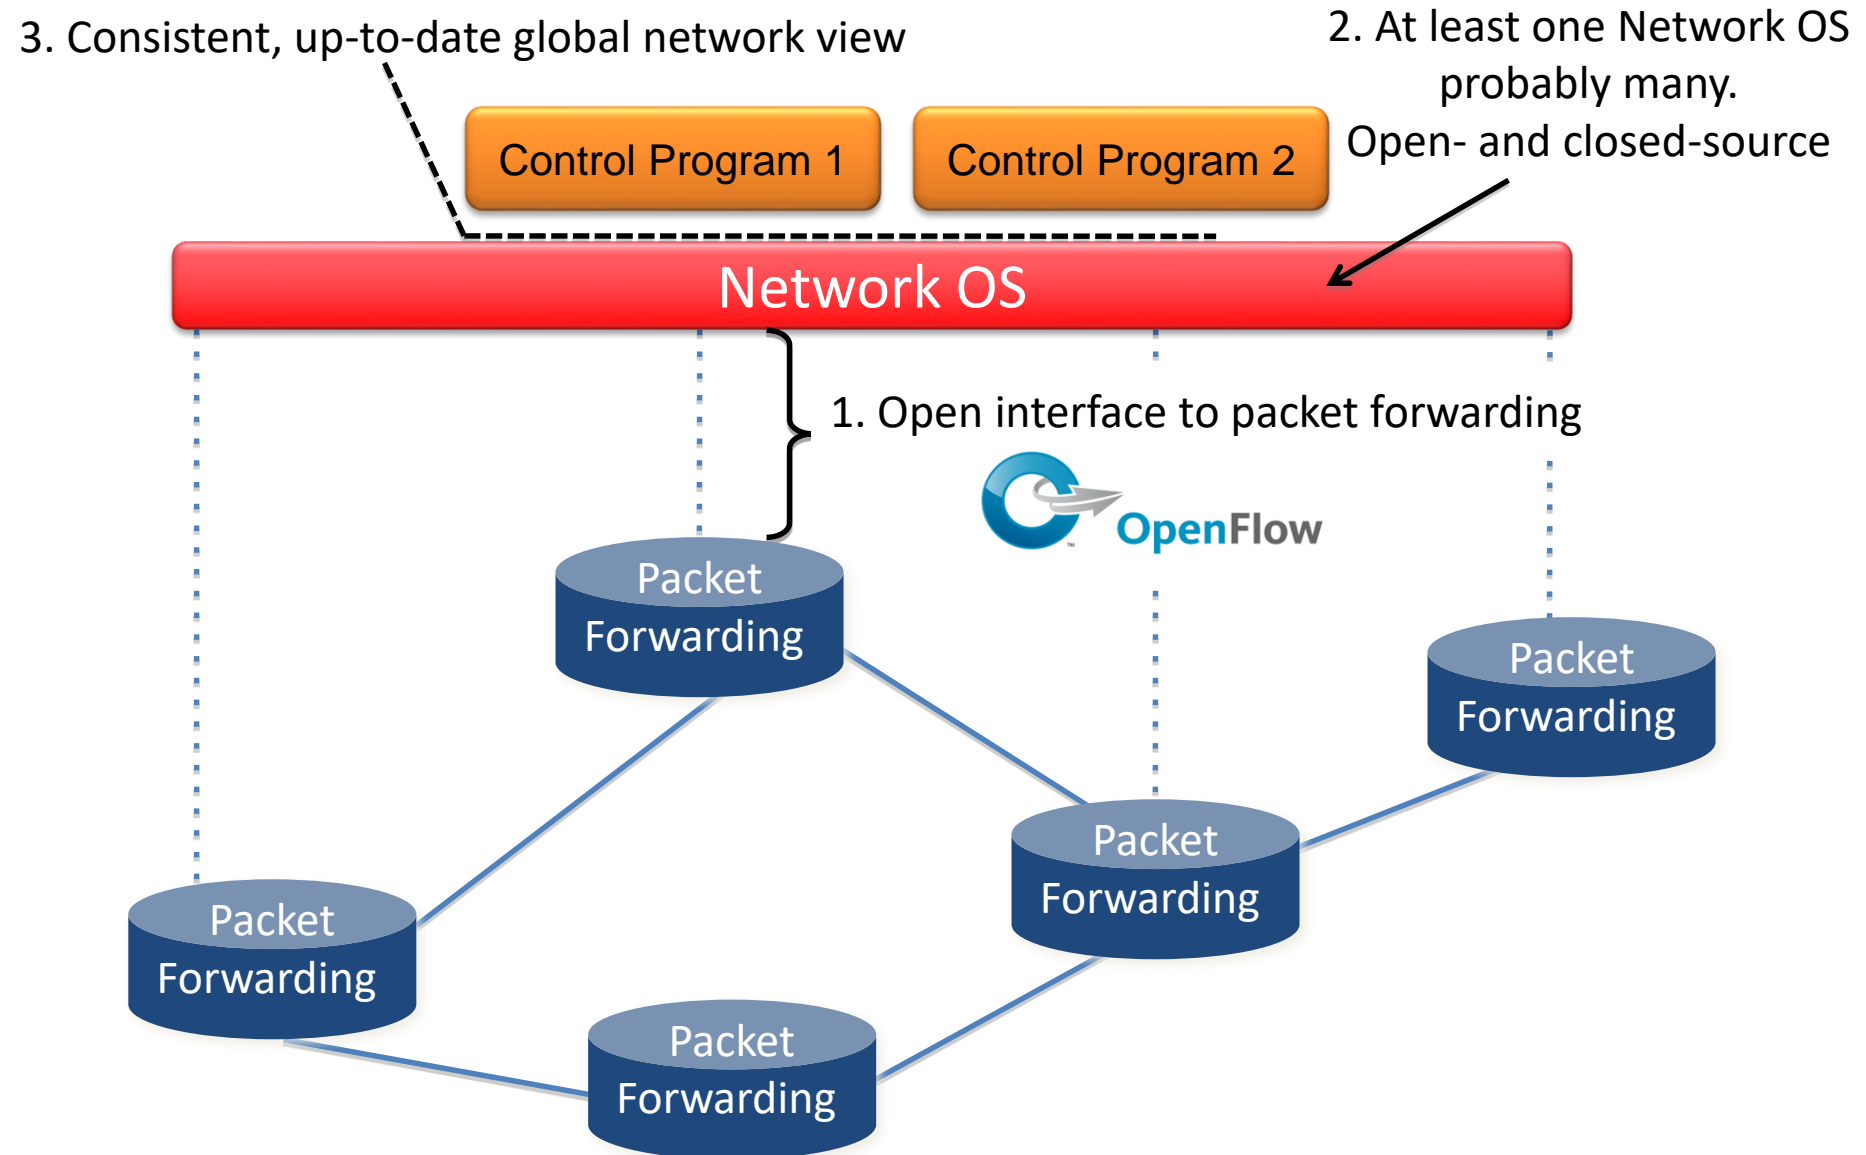 3. Consistent, up-to-date global network view
2. At least one Network OS
probably many.
Open- and closed-source
Control Program 1
Control Program 2
Network OS
1. Open interface to packet forwarding
OpenFlow
™
Packet
Forwarding
Packet
Forwarding
Packet
Forwarding
Packet
Forwarding
Packet
Forwarding